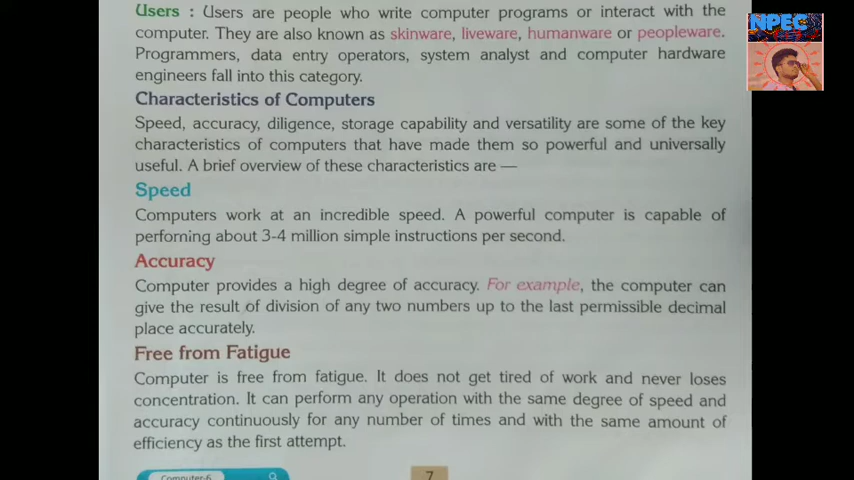 NPEC
Users : Users are people who write computer programs or interact with the
computer. They are also known as skinware, liveware, humanware or peopleware.
Programmers, data entry operators, system analyst and computer hardware
engineers fall into this category.
Characteristics of Computers
Speed, accuracy, diligence, storage capability and versatility are some of the key
characteristics of computers that have made them so powerful and universally
useful. A brief overview of these characteristics are —
Speed
Computers work at an incredible speed. A powerful computer is capable of
perforning about 3-4 million simple instructions per second.
Accuracy
Computer provides a high degree of accuracy. For example, the computer can
give the result of division of any two numbers up to the last permissible decimal
place accurately.
Free from Fatigue
Computer is free from fatigue. It does not get tired of work and never loses
concentration. It can perform any operation with the same degree of speed and
accuracy continuously for any number of times and with the same amount of
efficiency as the first attempt.
Computer-6
7